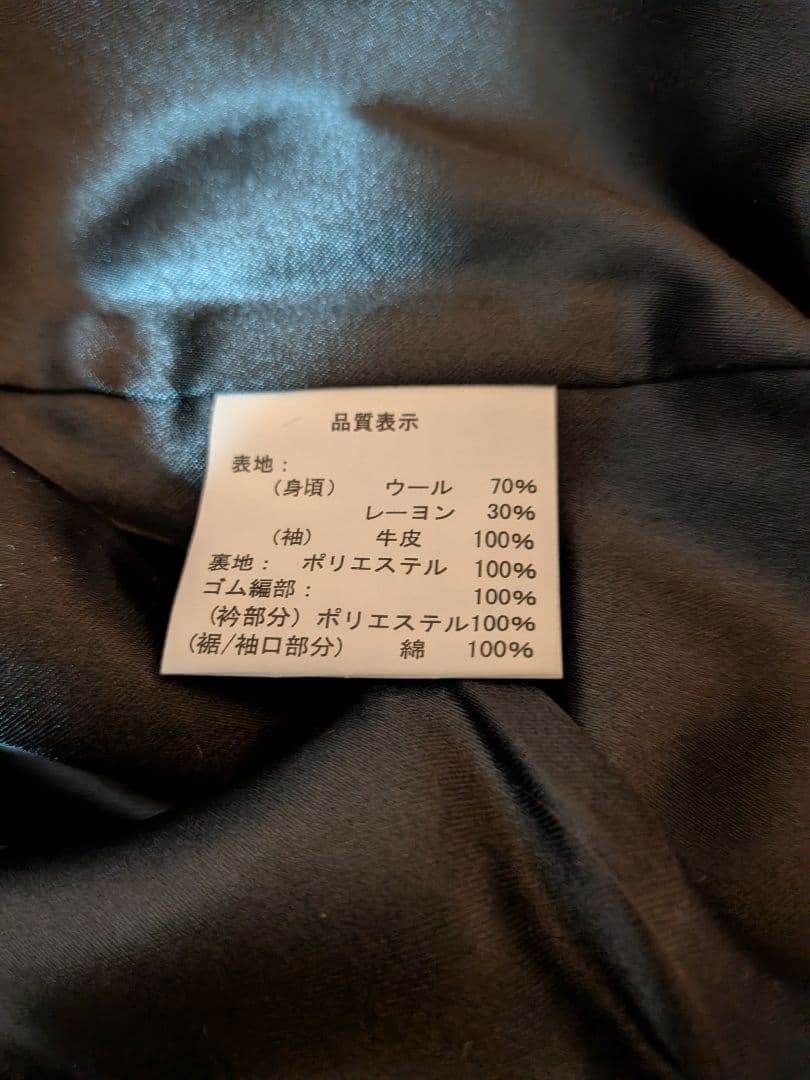 品質表示
表地：
（身頃） ウール 70%
レーヨン 30%
（袖） 牛皮 100%
裏地： ポリエステル 100%
ゴム編部： 100%
（衿部分）ポリエステル100%
（裾/袖口部分） 綿 100%